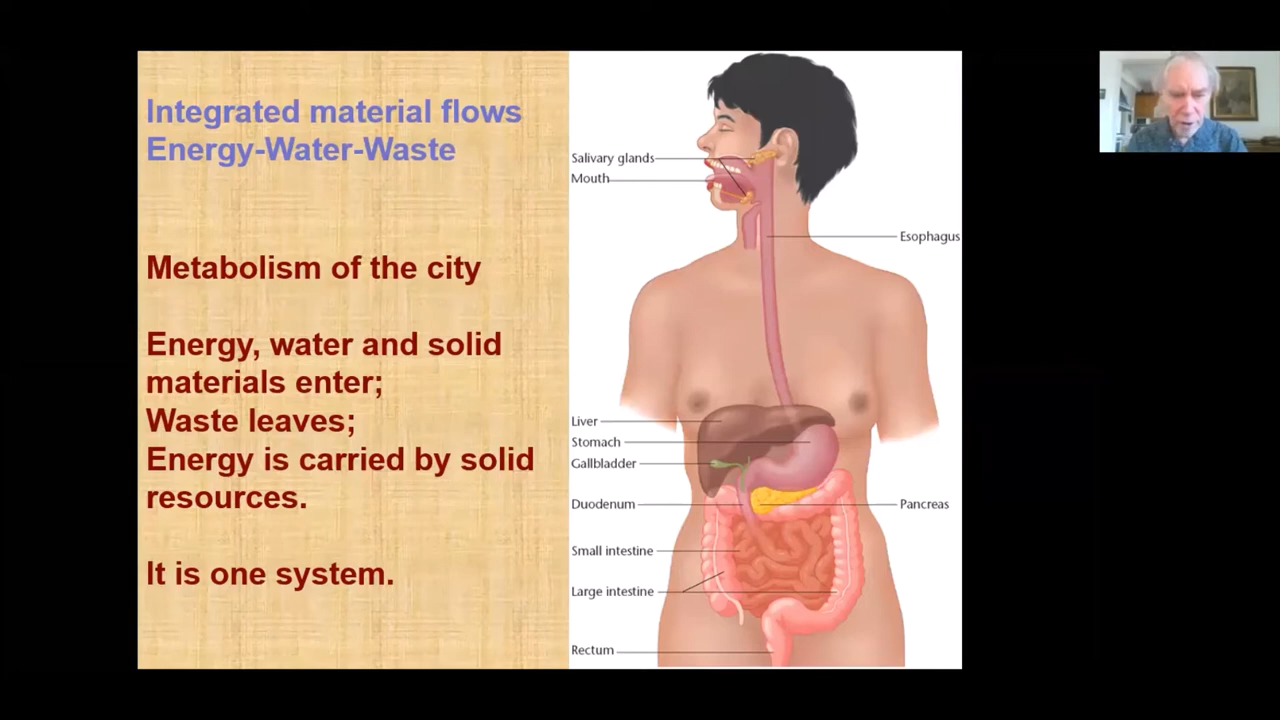 Integrated material flows
Energy-Water-Waste
Metabolism of the city
Energy, water and solid
materials enter;
Waste leaves;
Energy is carried by solid
resources.
It is one system.
Salivary glands
Mouth
Esophagus
Liver
Stomach
Gallbladder
Duodenum
Pancreas
Small intestine
Large intestine
Rectum